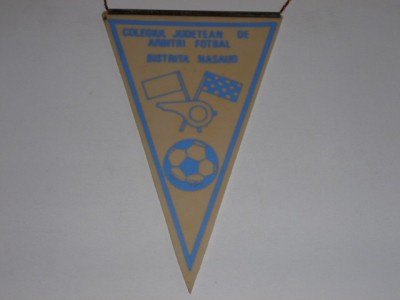 COLEGIUL JUDETEAN DE
ARBITRI FOTBAL
BISTRITA NASAUD